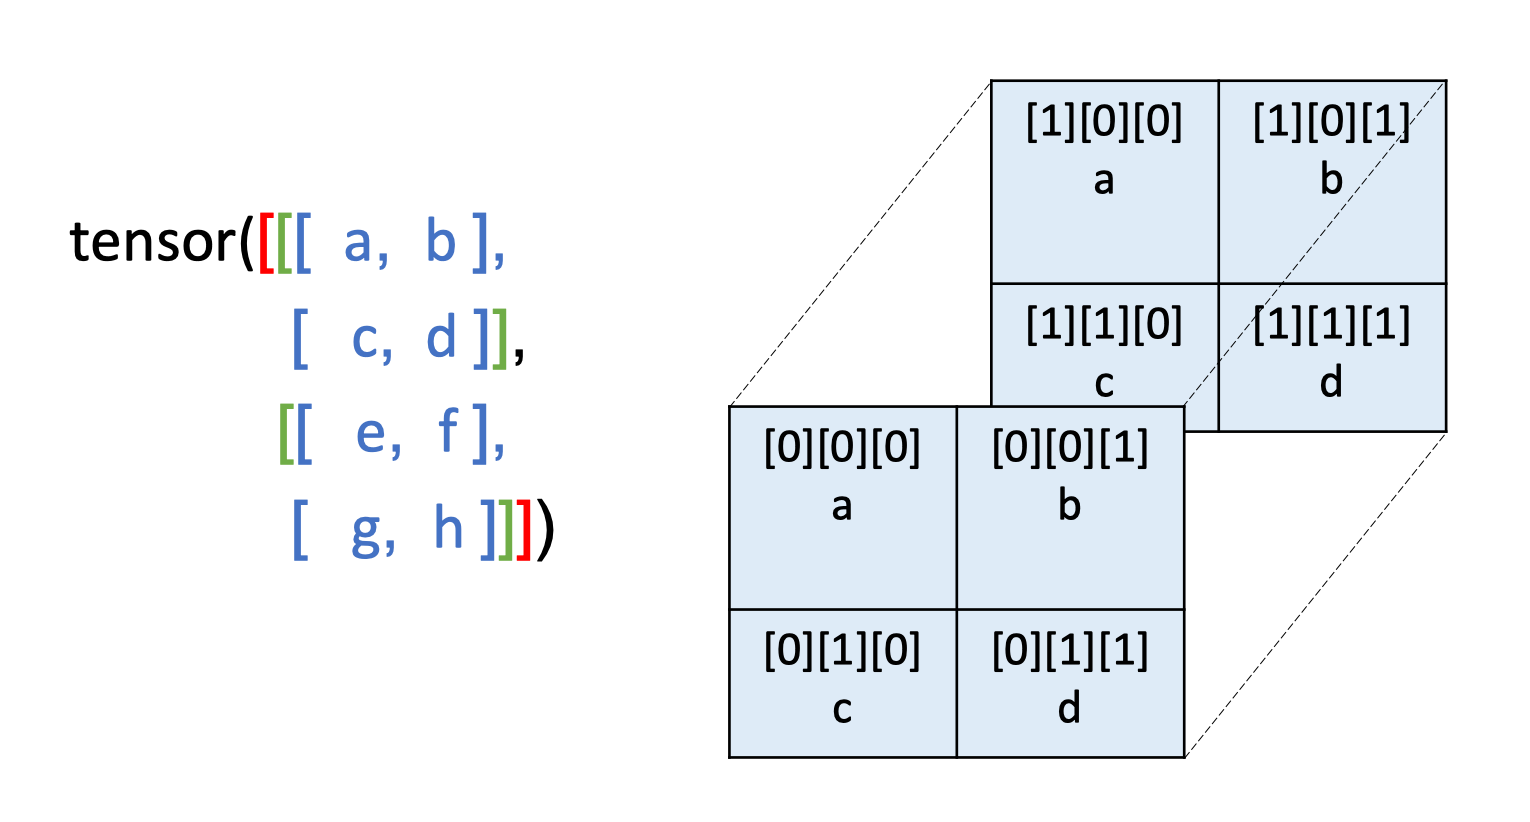 tensor([[[ a, b ],
[ c, d ]],
[[ e, f ],
[ g, h ]]])
[1][0][0] [1][0][1]
a b
[1][1][0] [1][1][1]
c d
[0][0][0] [0][0][1]
a b
[0][1][0] [0][1][1]
c d